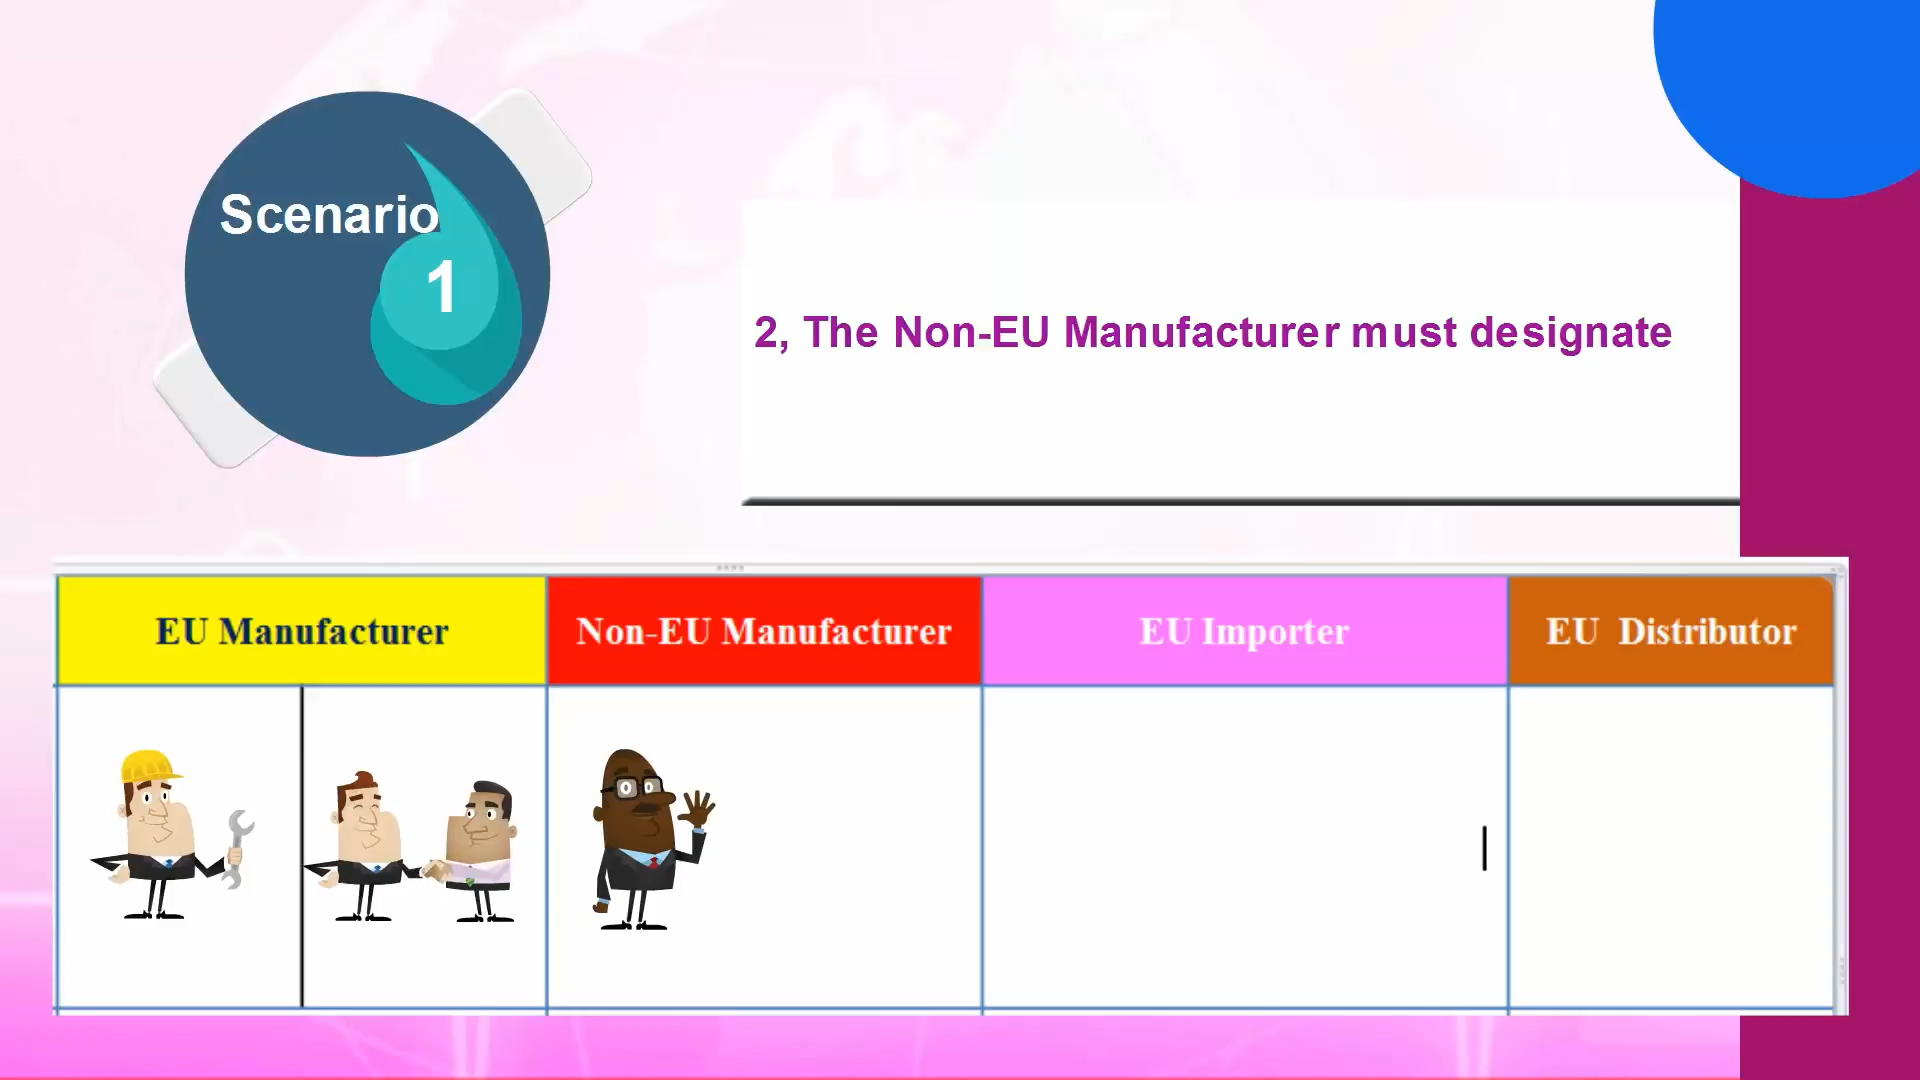 Scenario
1
2, The Non-EU Manufacturer must designate
EU Manufacturer
Non-EU Manufacturer
EU Importer
EU Distributor